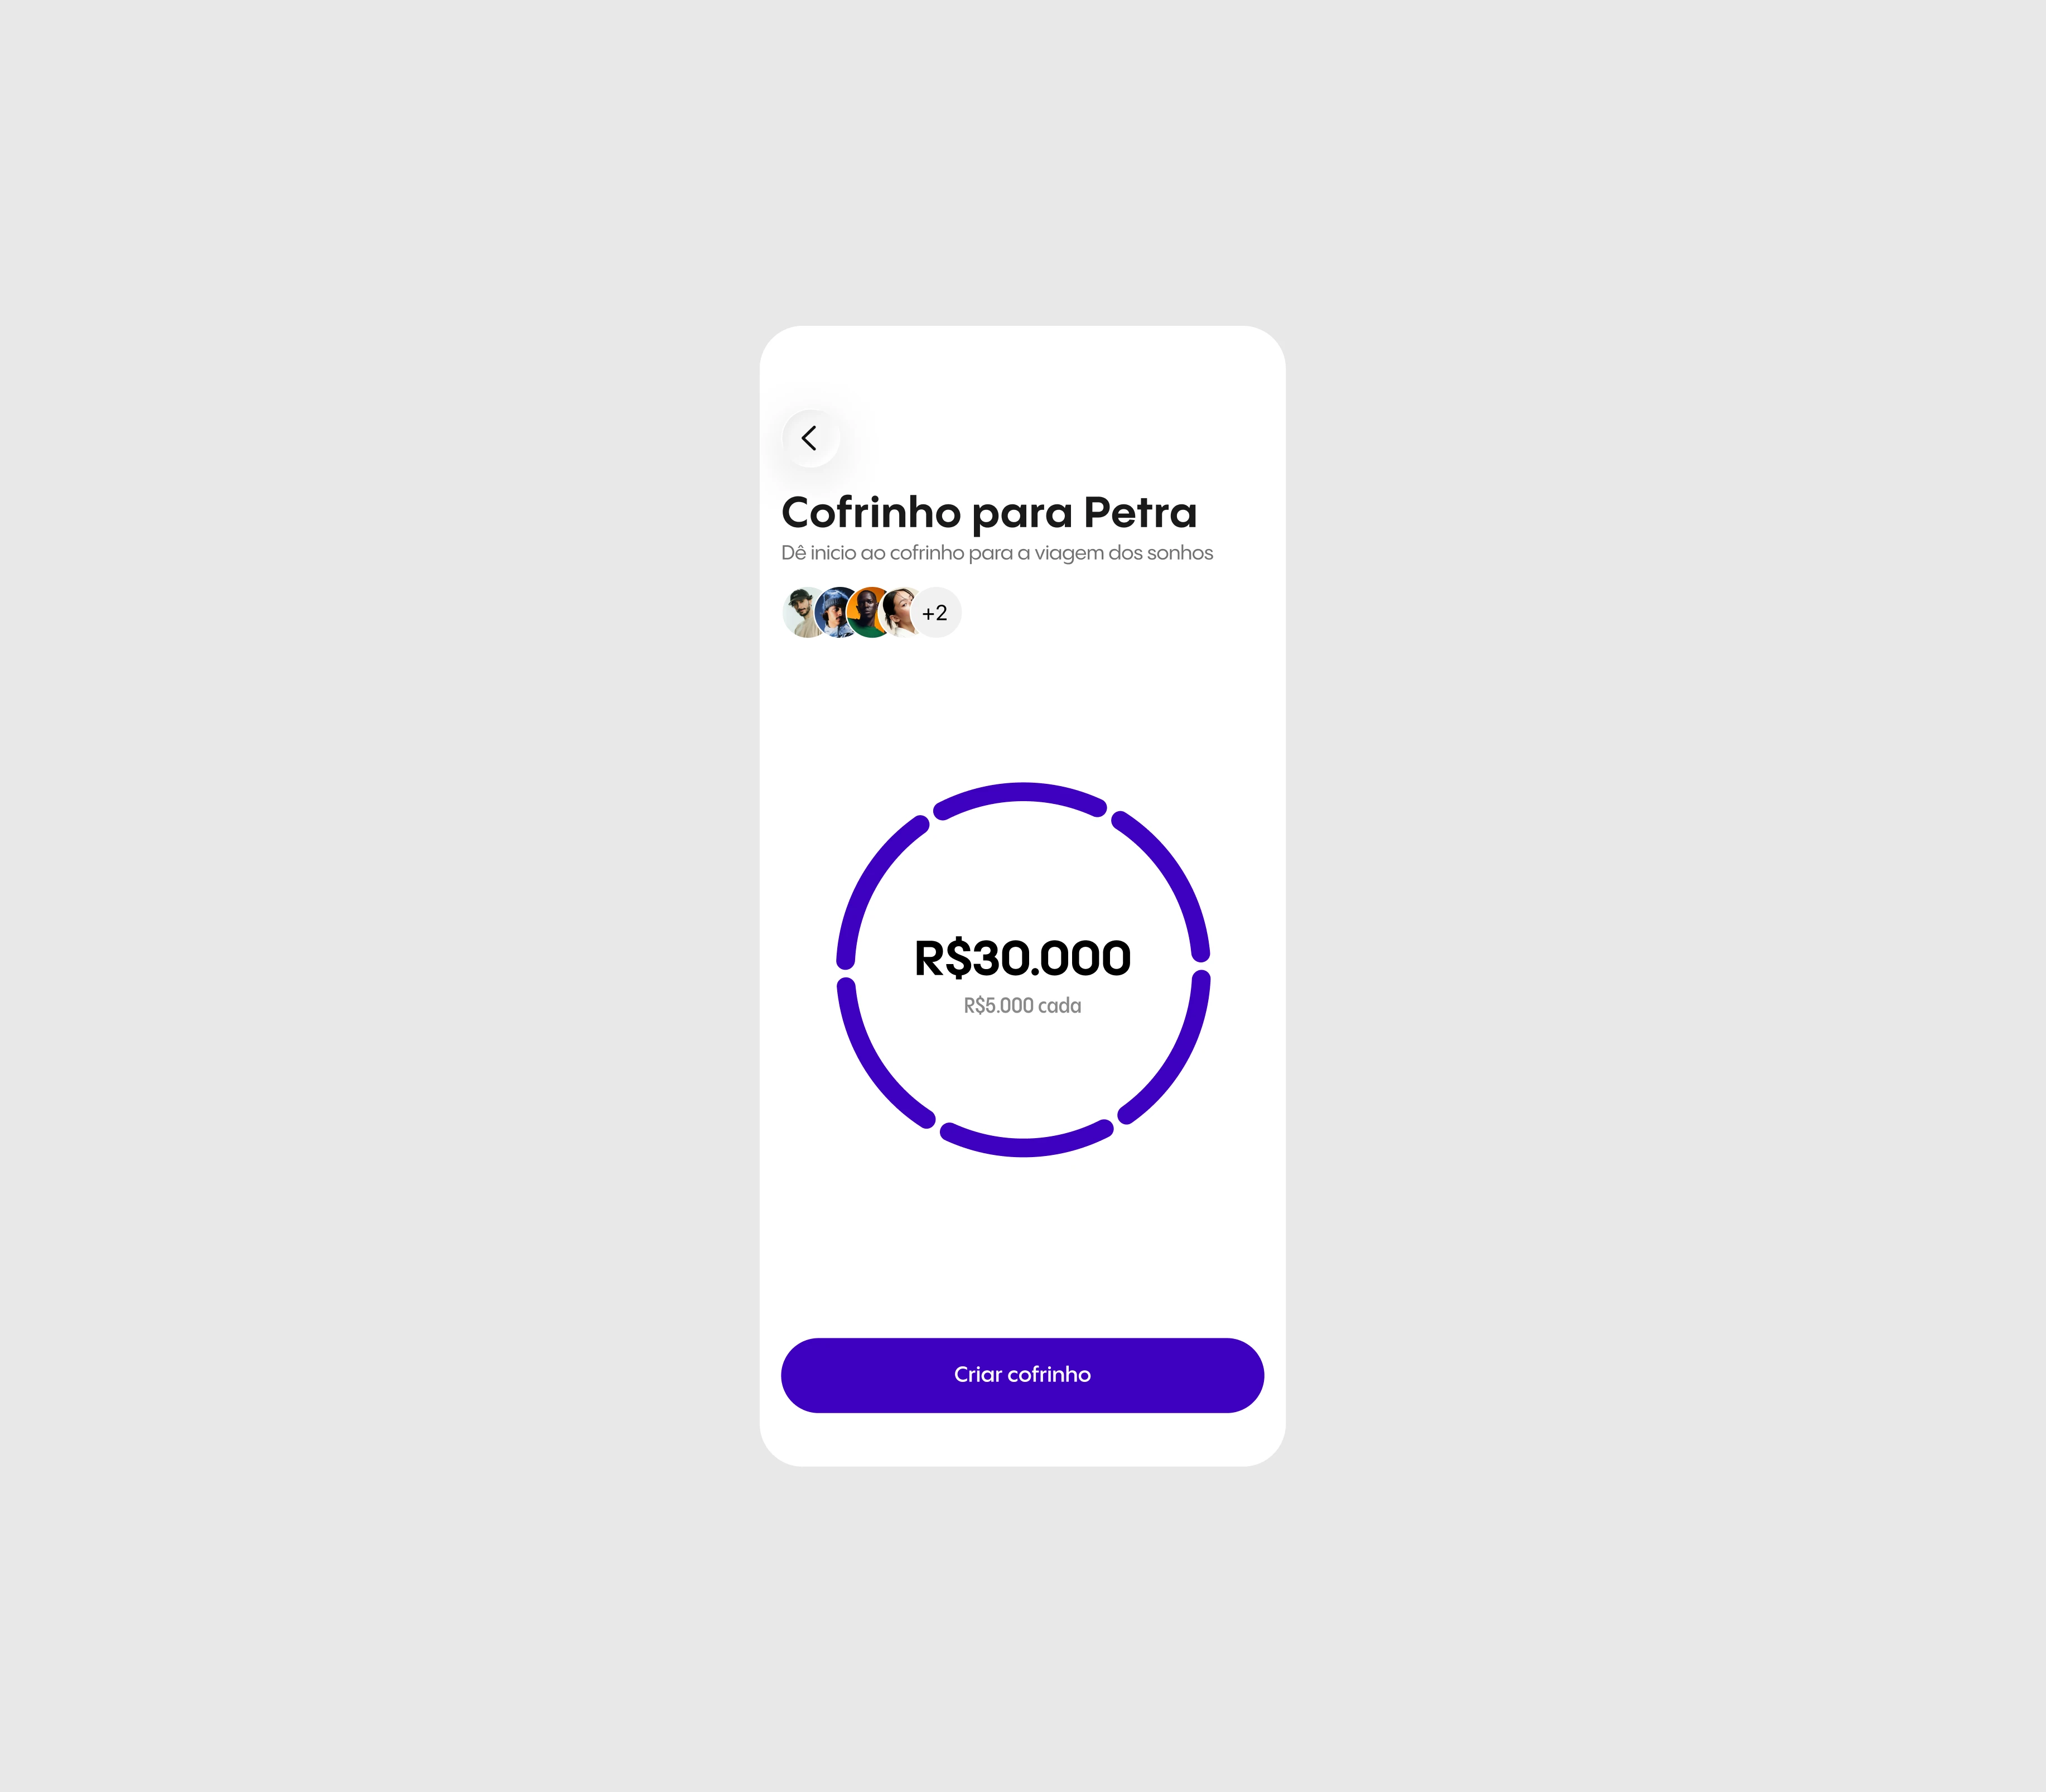 Cofrinho para Petra
Dê inicio ao cofrinho para a viagem dos sonhos
+2
R$30.000
R$5.000 cada
Criar cofrinho